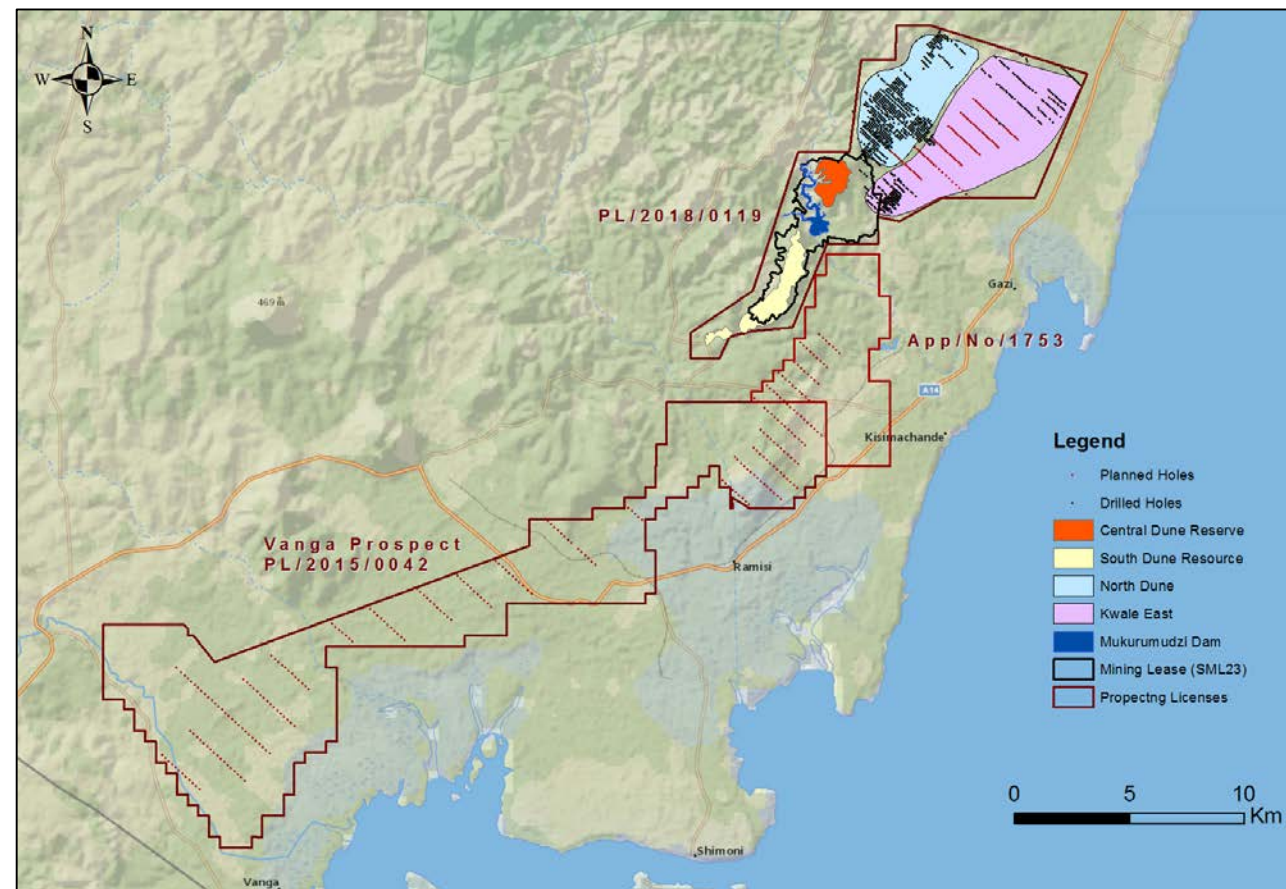 N
W E
S
PL/2018/0119
469 m
Gazi
App/No/1753
A14
Kisimachande
Vanga Prospect
PL/2015/0042
Ramisi
Shimoni
Vanga
Legend
Planned Holes
Drilled Holes
Central Dune Reserve
South Dune Resource
North Dune
Kwale East
Mukurumudzi Dam
Mining Lease (SML23)
Propectng Licenses
0 5 10
Km